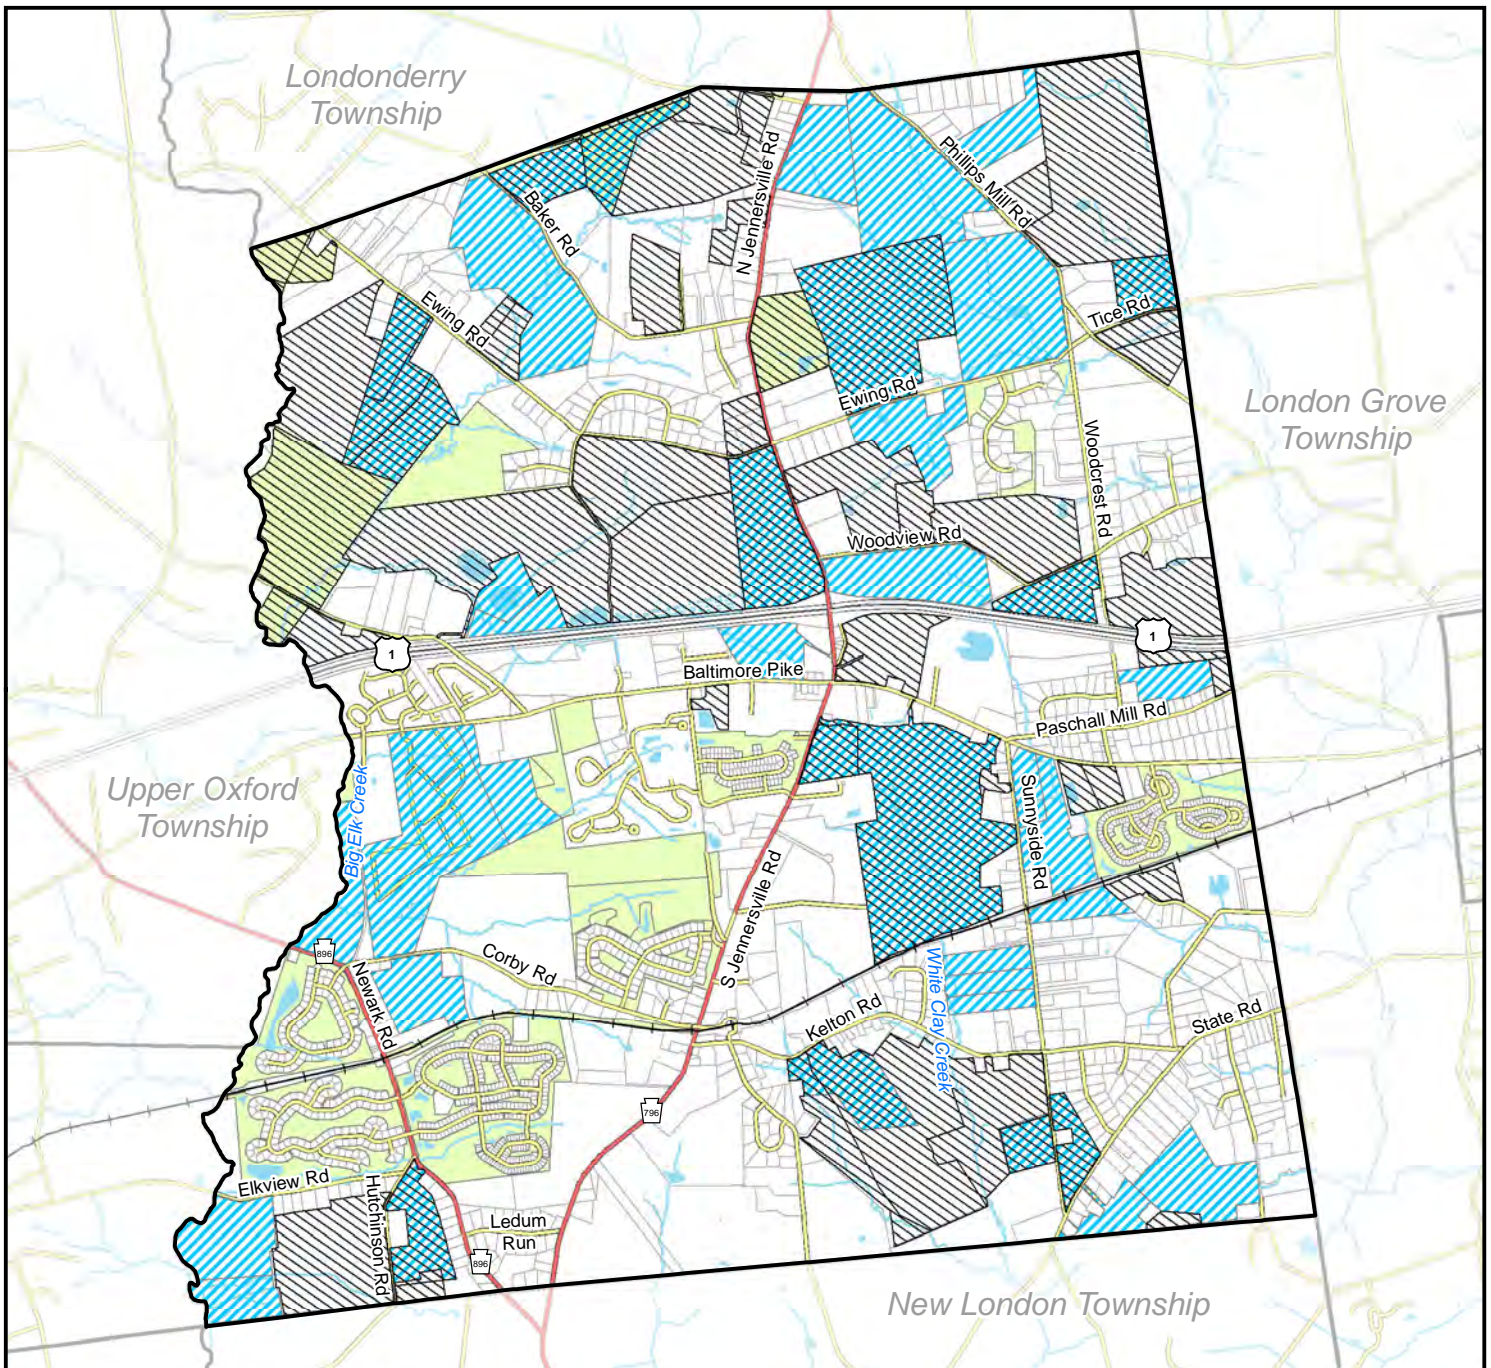 Londonderry
Township
N Jennersville Rd
Phillips Mill Rd
Baker Rd
Ewing Rd
Tice Rd
Ewing Rd
London Grove
Township
Woodcrest Rd
Woodview Rd
1
1
Baltimore Pike
Paschall Mill Rd
Upper Oxford
Township
Big Elk Creek
Sunnyside Rd
S Jennersville Rd
896
Corby Rd
Newark Rd
White Clay Creek
Kelton Rd
State Rd
796
Elkview Rd
Hutchinson Rd
Ledum
Run
896
New London Township